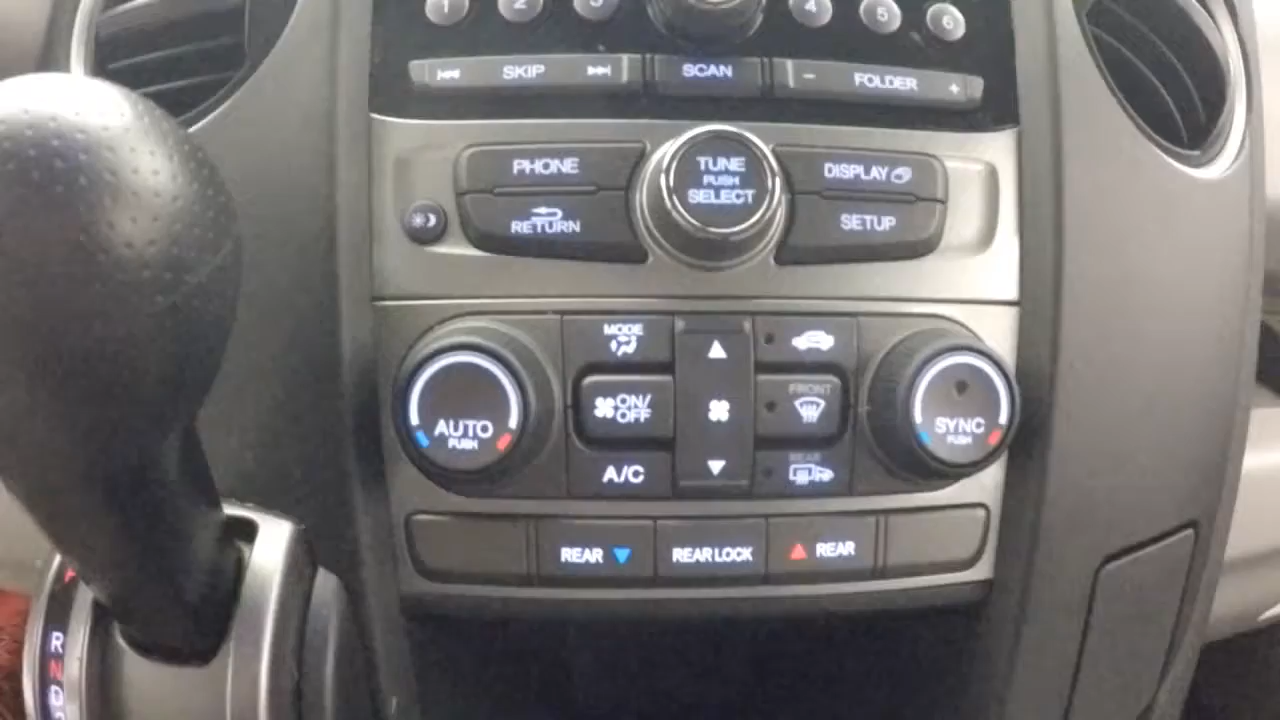 1 2 3 4 5 6
SKIP SCAN - FOLDER +
PHONE
RETURN
TUNE
PUSH
SELECT
DISPLAY
SETUP
AUTO
PUSH
MODE
ON/
OFF
A/C
FRONT
REAR
SYNC
PUSH
REAR
REAR LOCK
REAR
R
N
D